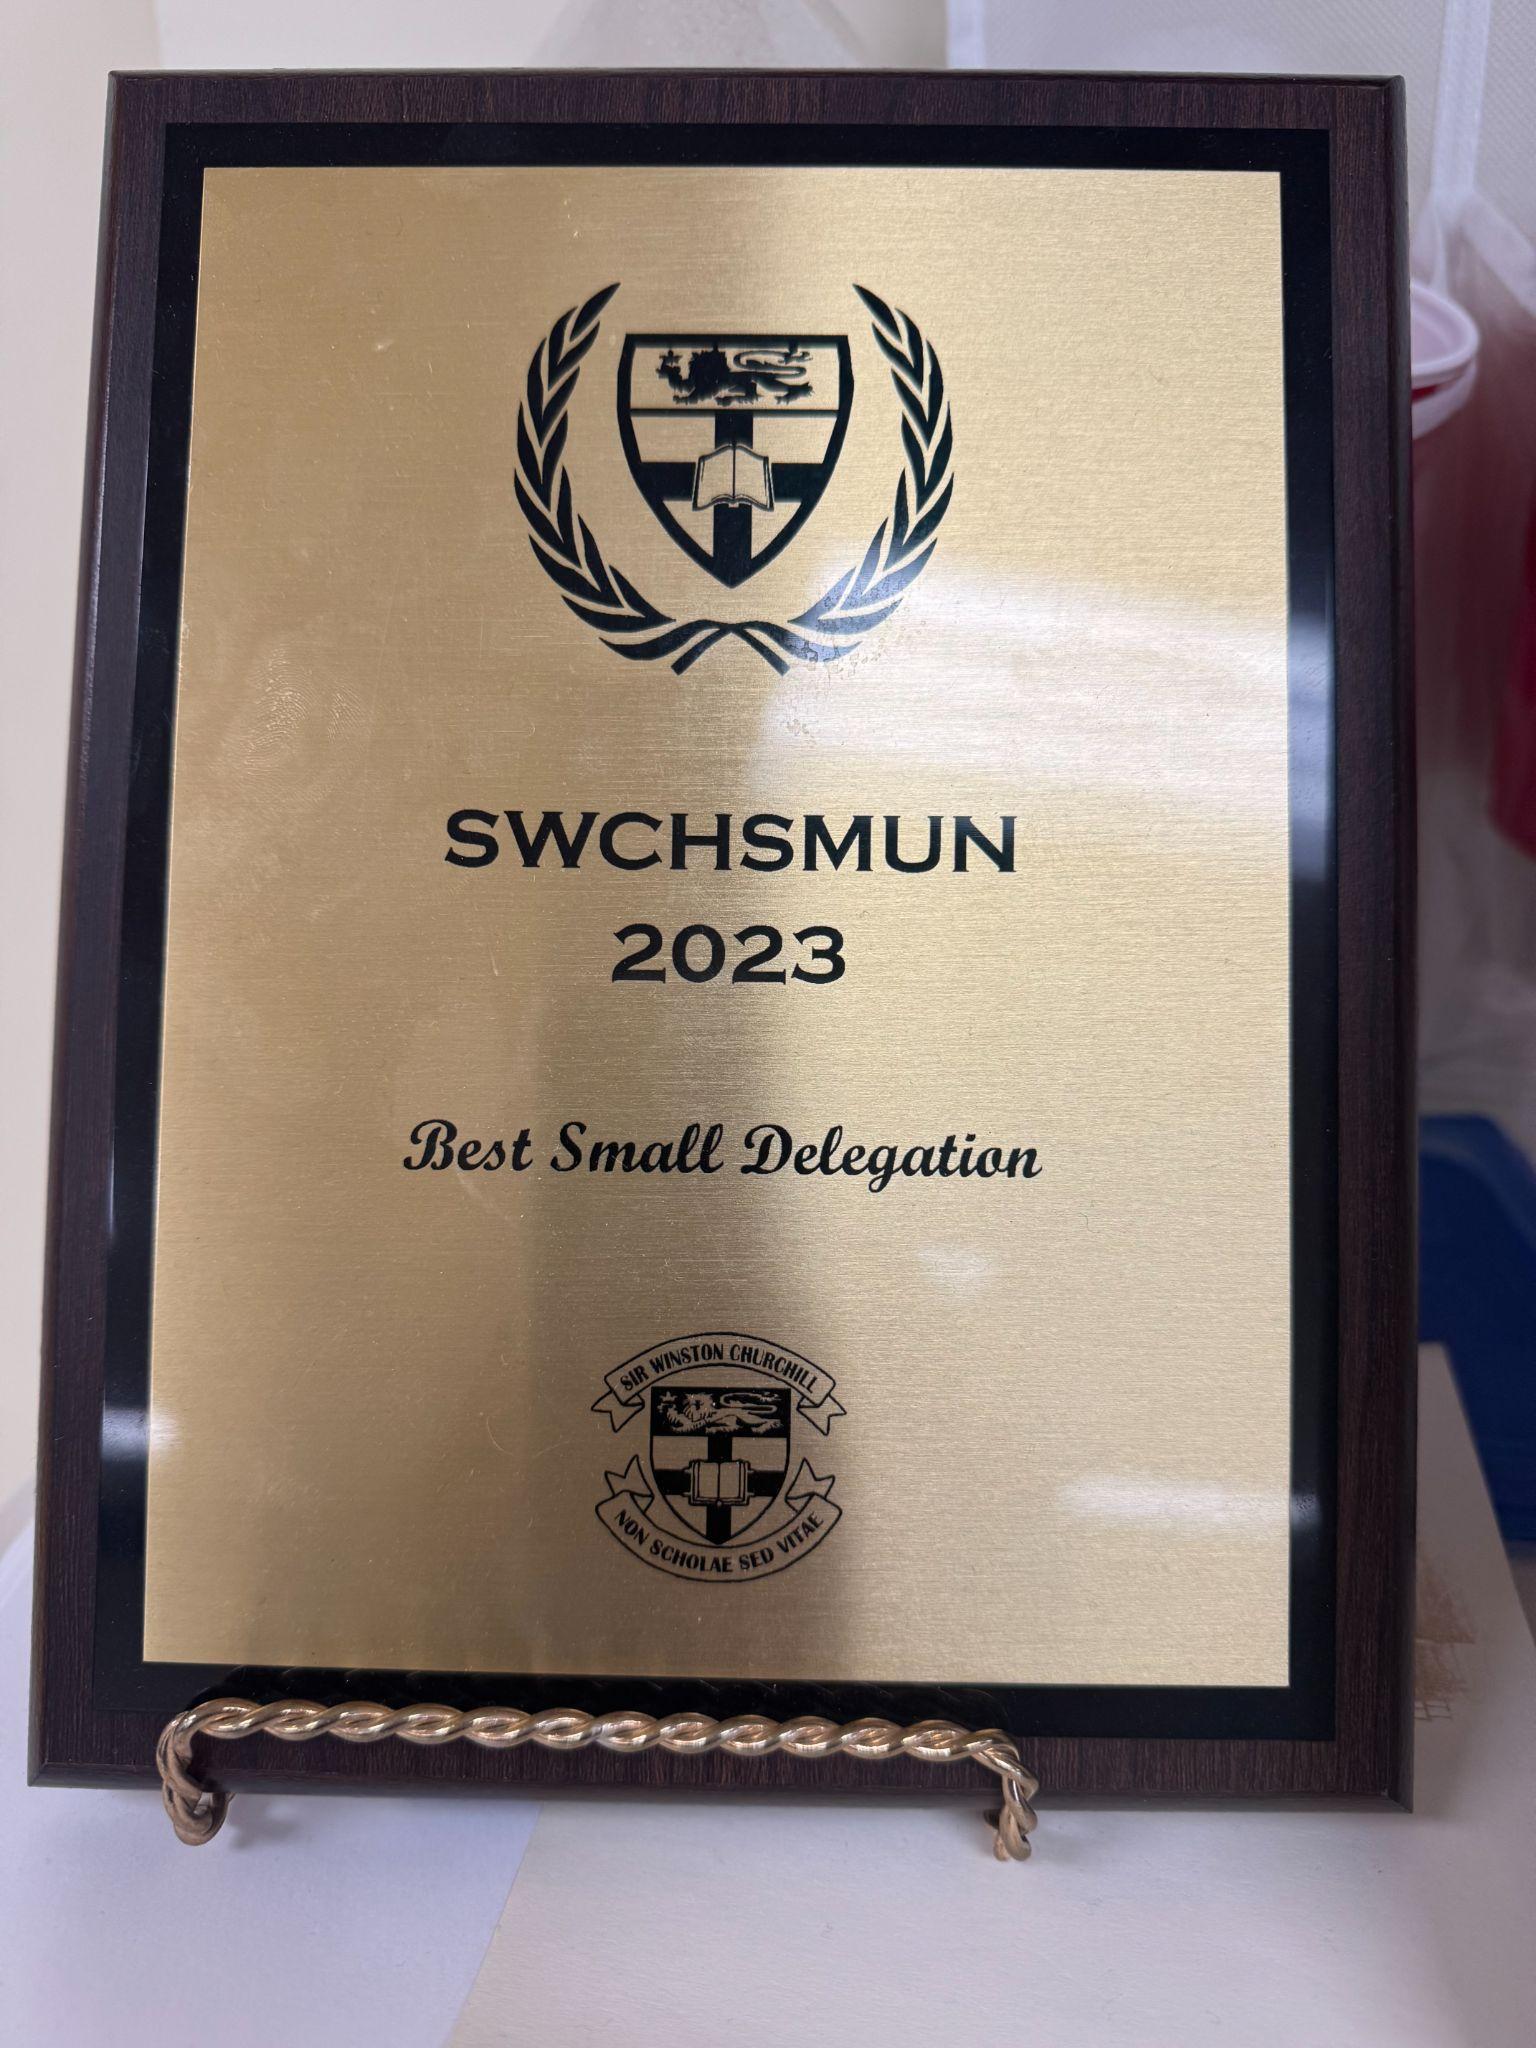 SWCHSMUN
2023
Best Small Delegation
SIR WINSTON CHURCHILL
NON SCHOLAE SED VITAE